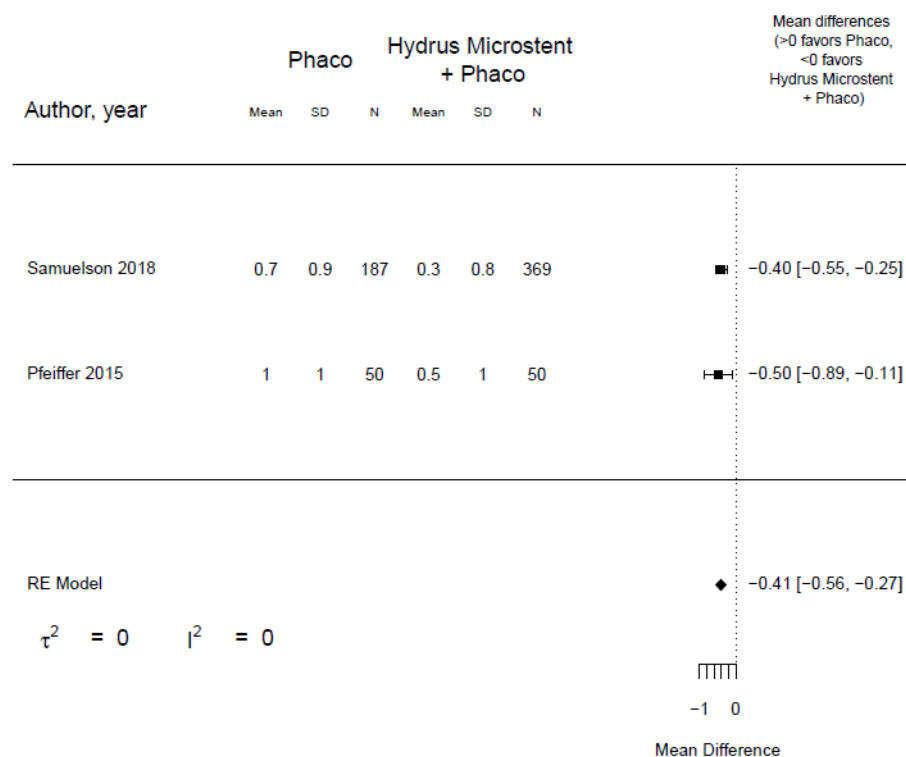 Mean differences
(>0 favors Phaco,
<0 favors
Hydrus Microstent
+ Phaco)
Phaco
Hydrus Microstent
+ Phaco
Author, year Mean SD N Mean SD N
Samuelson 2018 0.7 0.9 187 0.3 0.8 369 −0.40 [−0.55, −0.25]
Pfeiffer 2015 1 1 50 0.5 1 50 −0.50 [−0.89, −0.11]
RE Model −0.41 [−0.56, −0.27]
τ² = 0 I² = 0
−1 0
Mean Difference